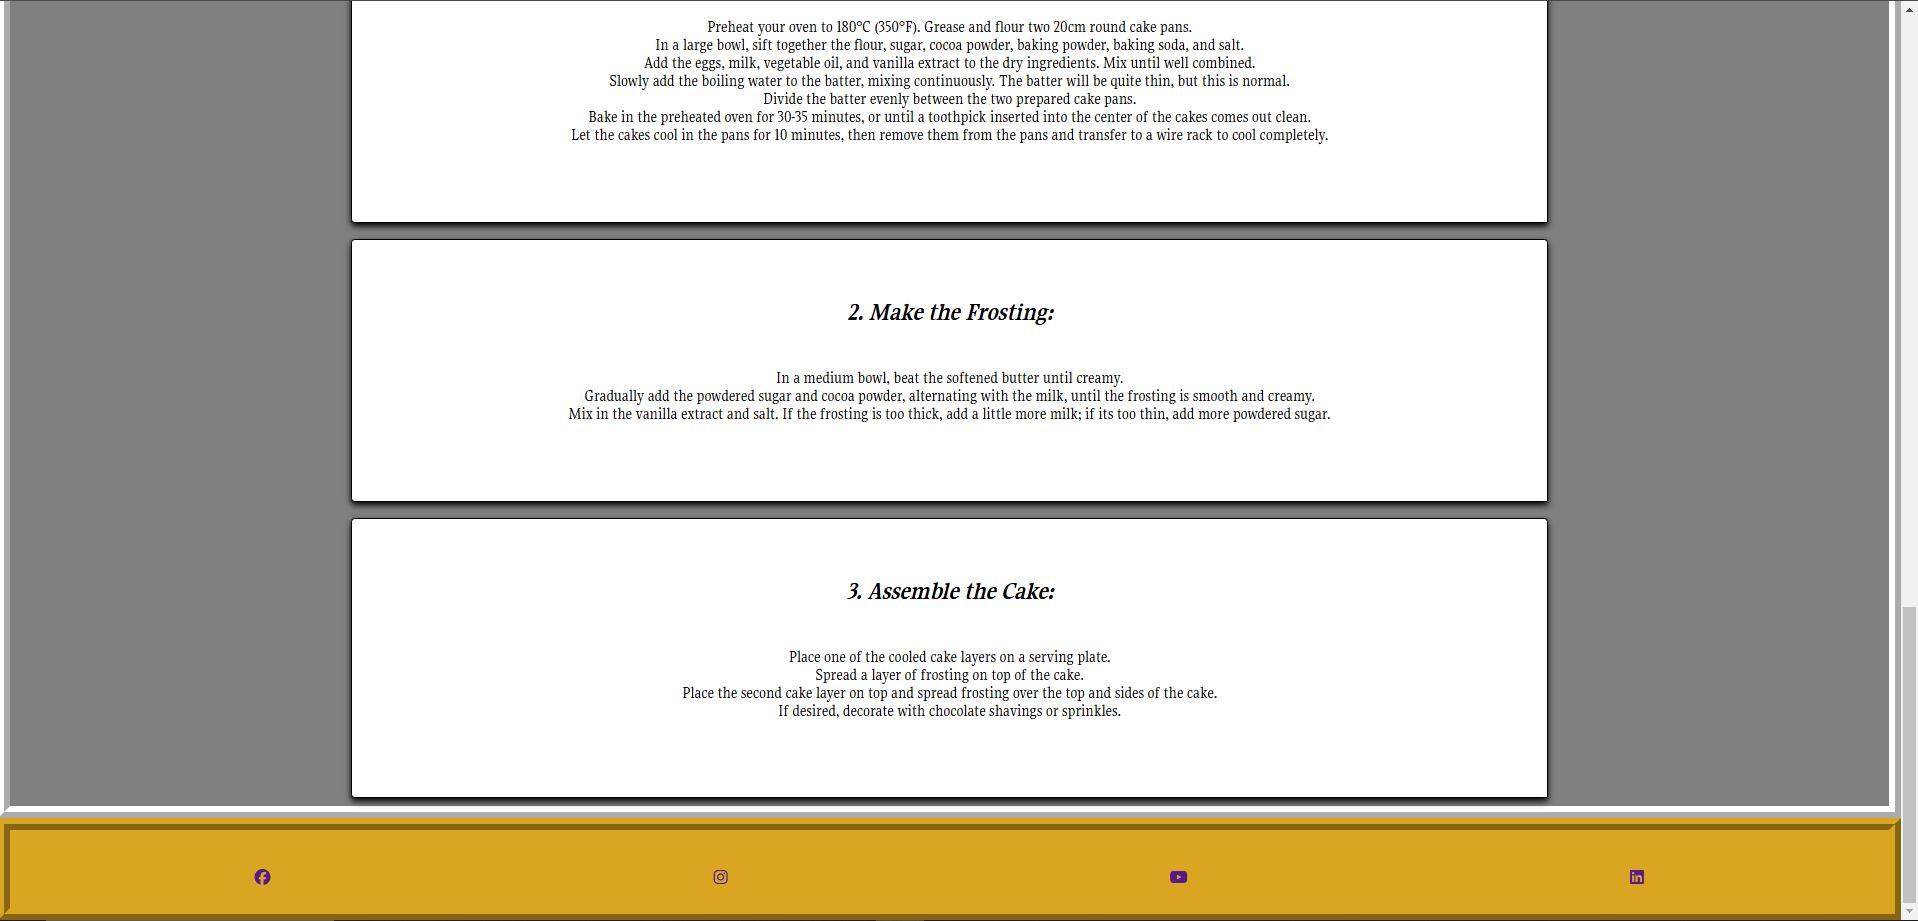 Preheat your oven to 180°C (350°F). Grease and flour two 20cm round cake pans.
In a large bowl, sift together the flour, sugar, cocoa powder, baking powder, baking soda, and salt.
Add the eggs, milk, vegetable oil, and vanilla extract to the dry ingredients. Mix until well combined.
Slowly add the boiling water to the batter, mixing continuously. The batter will be quite thin, but this is normal.
Divide the batter evenly between the two prepared cake pans.
Bake in the preheated oven for 30-35 minutes, or until a toothpick inserted into the center of the cakes comes out clean.
Let the cakes cool in the pans for 10 minutes, then remove them from the pans and transfer to a wire rack to cool completely.
2. Make the Frosting:
In a medium bowl, beat the softened butter until creamy.
Gradually add the powdered sugar and cocoa powder, alternating with the milk, until the frosting is smooth and creamy.
Mix in the vanilla extract and salt. If the frosting is too thick, add a little more milk; if its too thin, add more powdered sugar.
3. Assemble the Cake:
Place one of the cooled cake layers on a serving plate.
Spread a layer of frosting on top of the cake.
Place the second cake layer on top and spread frosting over the top and sides of the cake.
If desired, decorate with chocolate shavings or sprinkles.